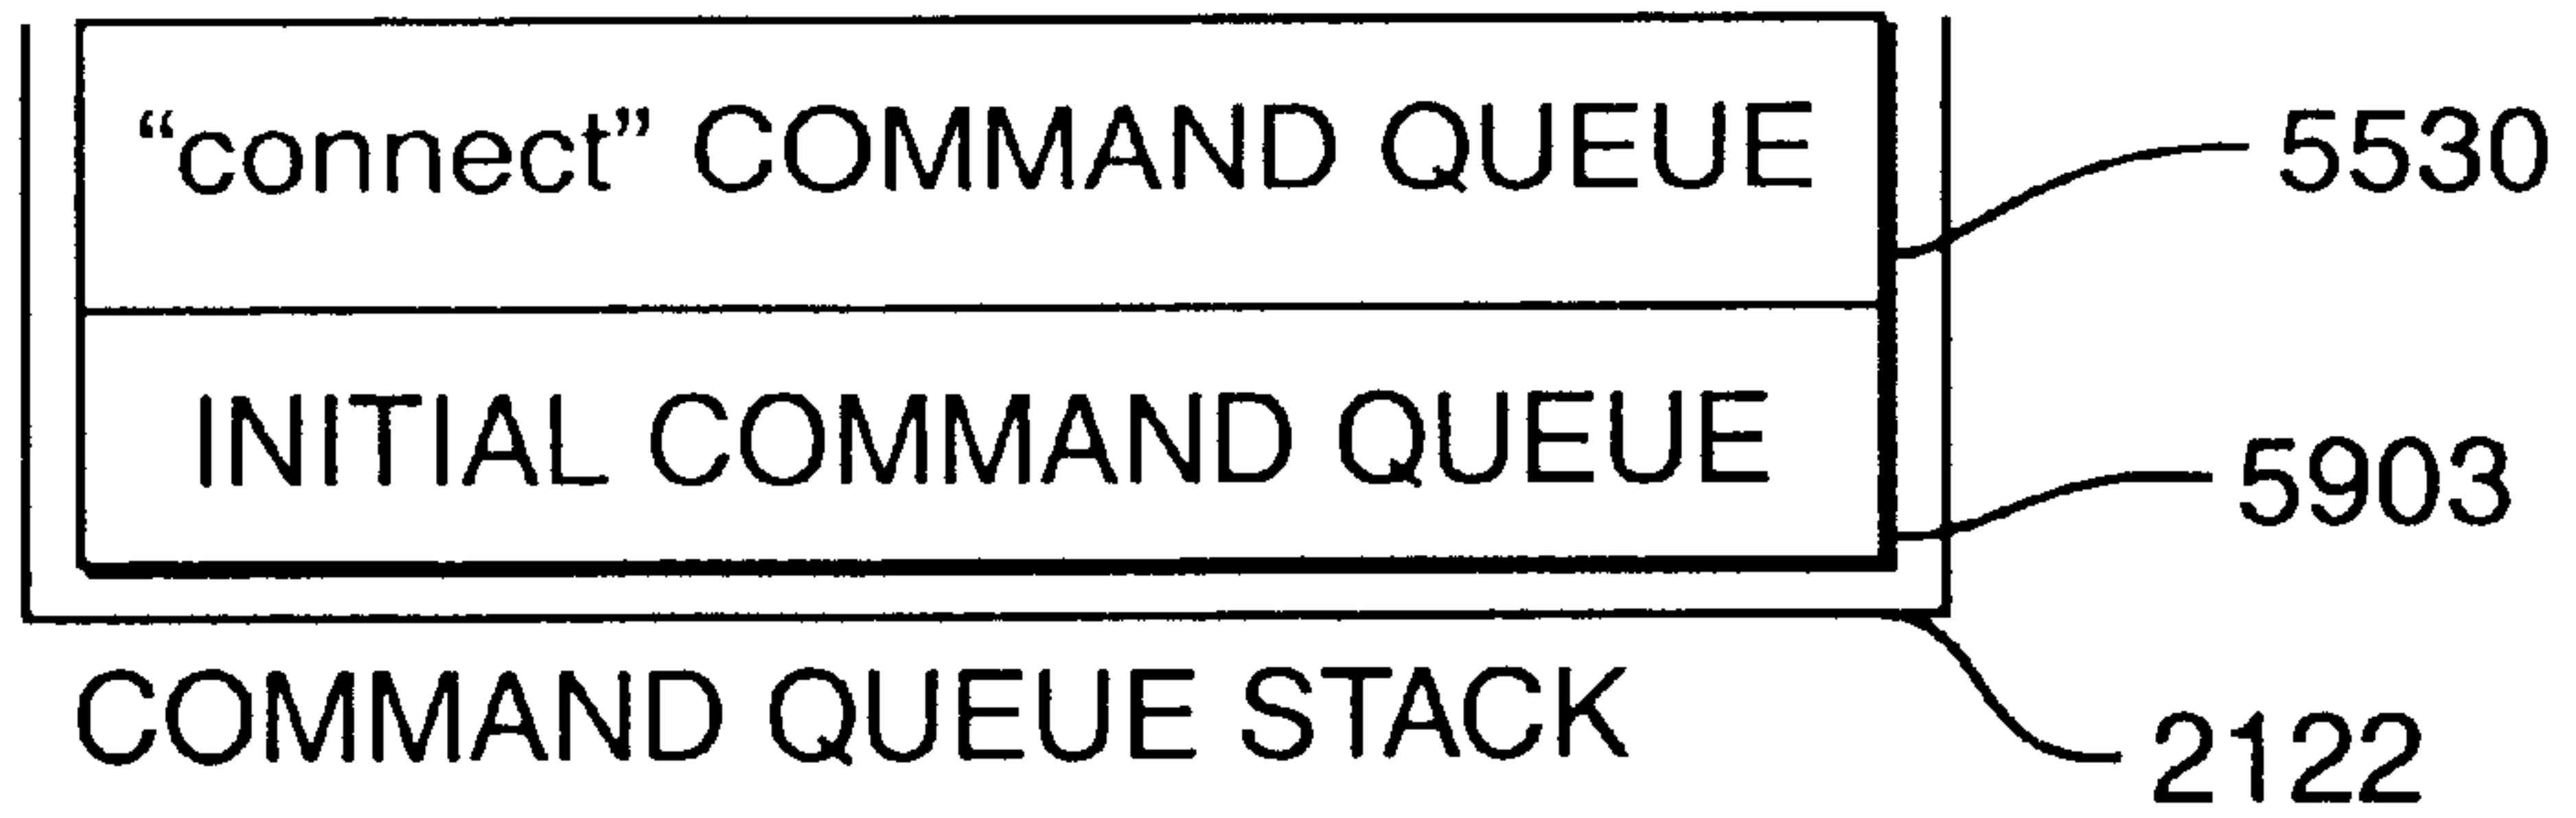 “connect” COMMAND QUEUE
5530
INITIAL COMMAND QUEUE
5903
COMMAND QUEUE STACK
2122